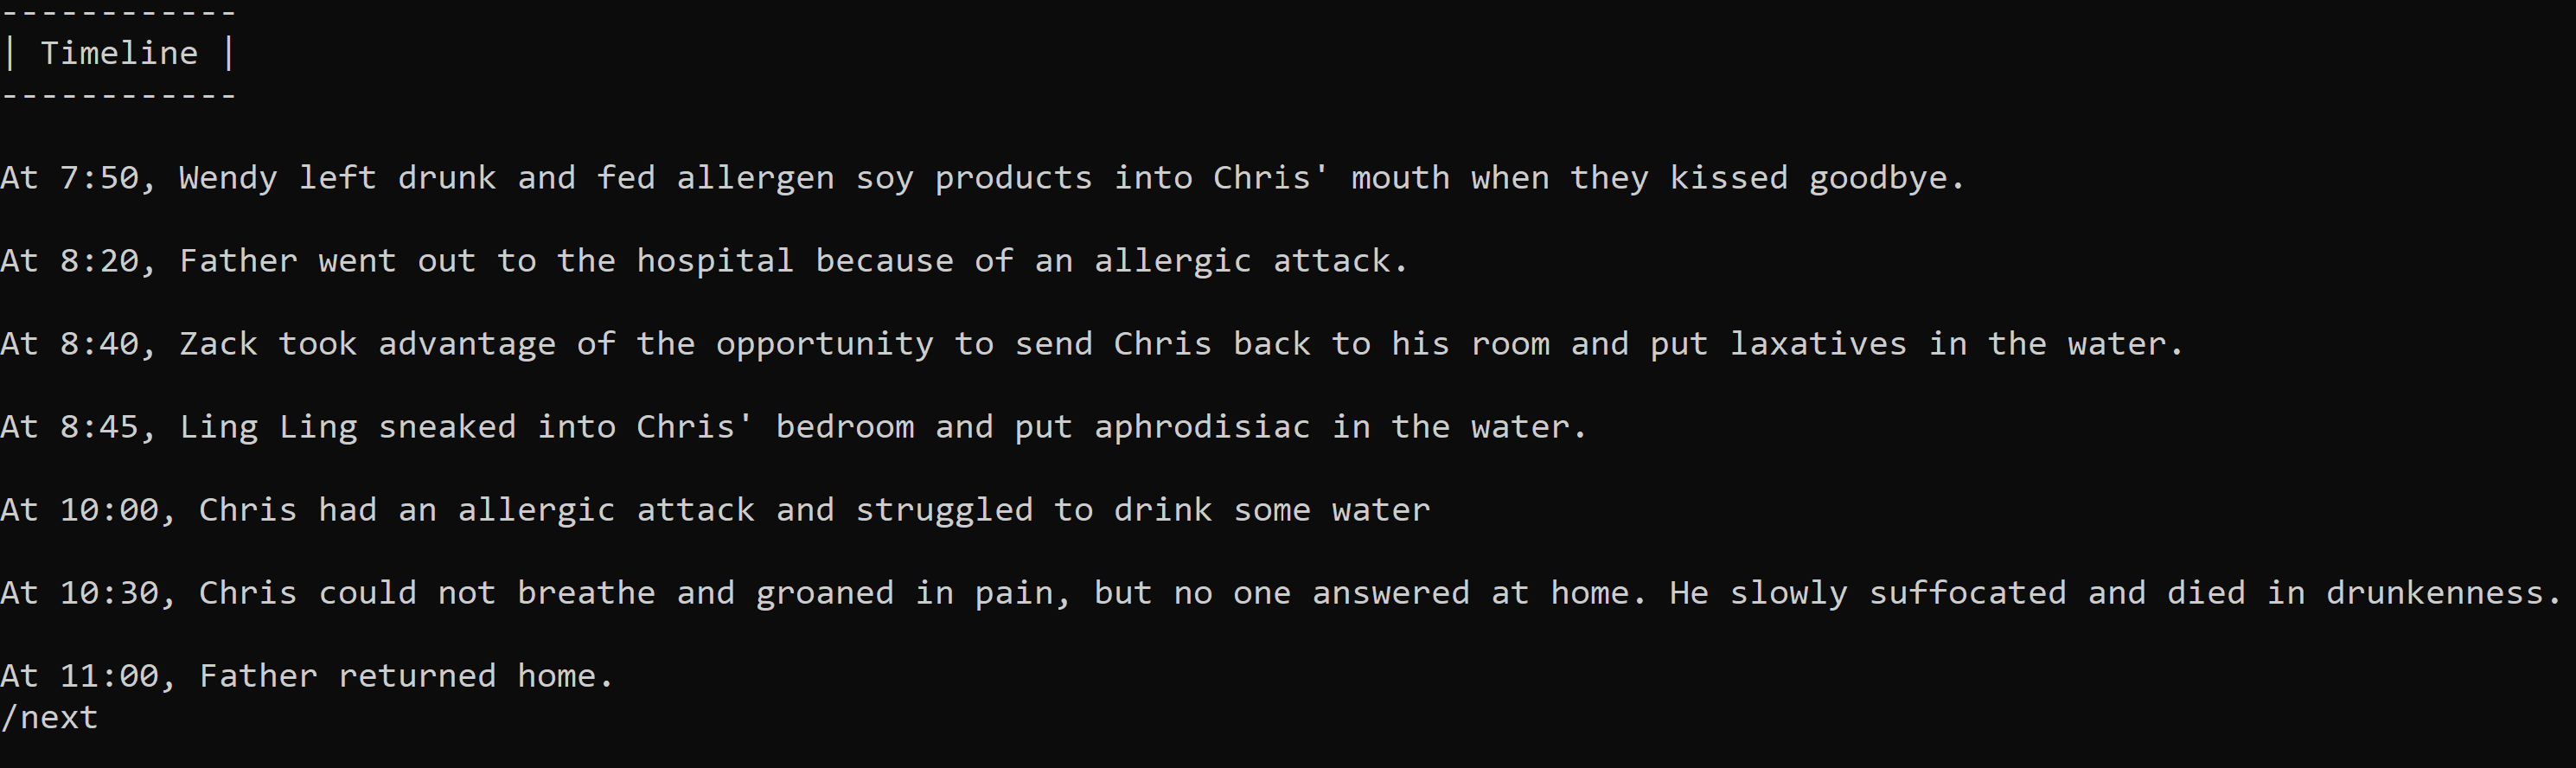 ------------
| Timeline |
------------
At 7:50, Wendy left drunk and fed allergen soy products into Chris' mouth when they kissed goodbye.
At 8:20, Father went out to the hospital because of an allergic attack.
At 8:40, Zack took advantage of the opportunity to send Chris back to his room and put laxatives in the water.
At 8:45, Ling Ling sneaked into Chris' bedroom and put aphrodisiac in the water.
At 10:00, Chris had an allergic attack and struggled to drink some water
At 10:30, Chris could not breathe and groaned in pain, but no one answered at home. He slowly suffocated and died in drunkenness.
At 11:00, Father returned home.
/next